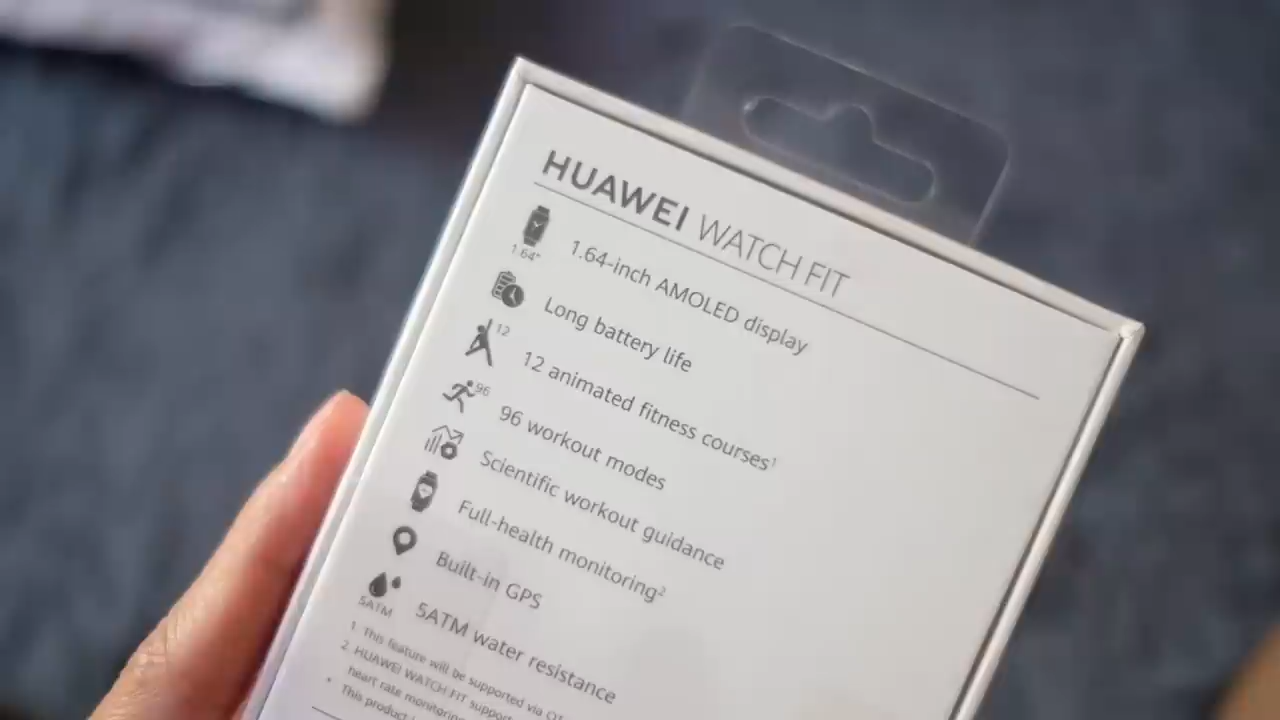 HUAWEI WATCH FIT
1.64"
1.64-inch AMOLED display
Long battery life
12
12 animated fitness courses¹
96
96 workout modes
Scientific workout guidance
Full-health monitoring²
Built-in GPS
5ATM
5ATM water resistance
1. This feature will be supported via
2. HUAWEI WATCH FIT
heart rate monitoring
* This product